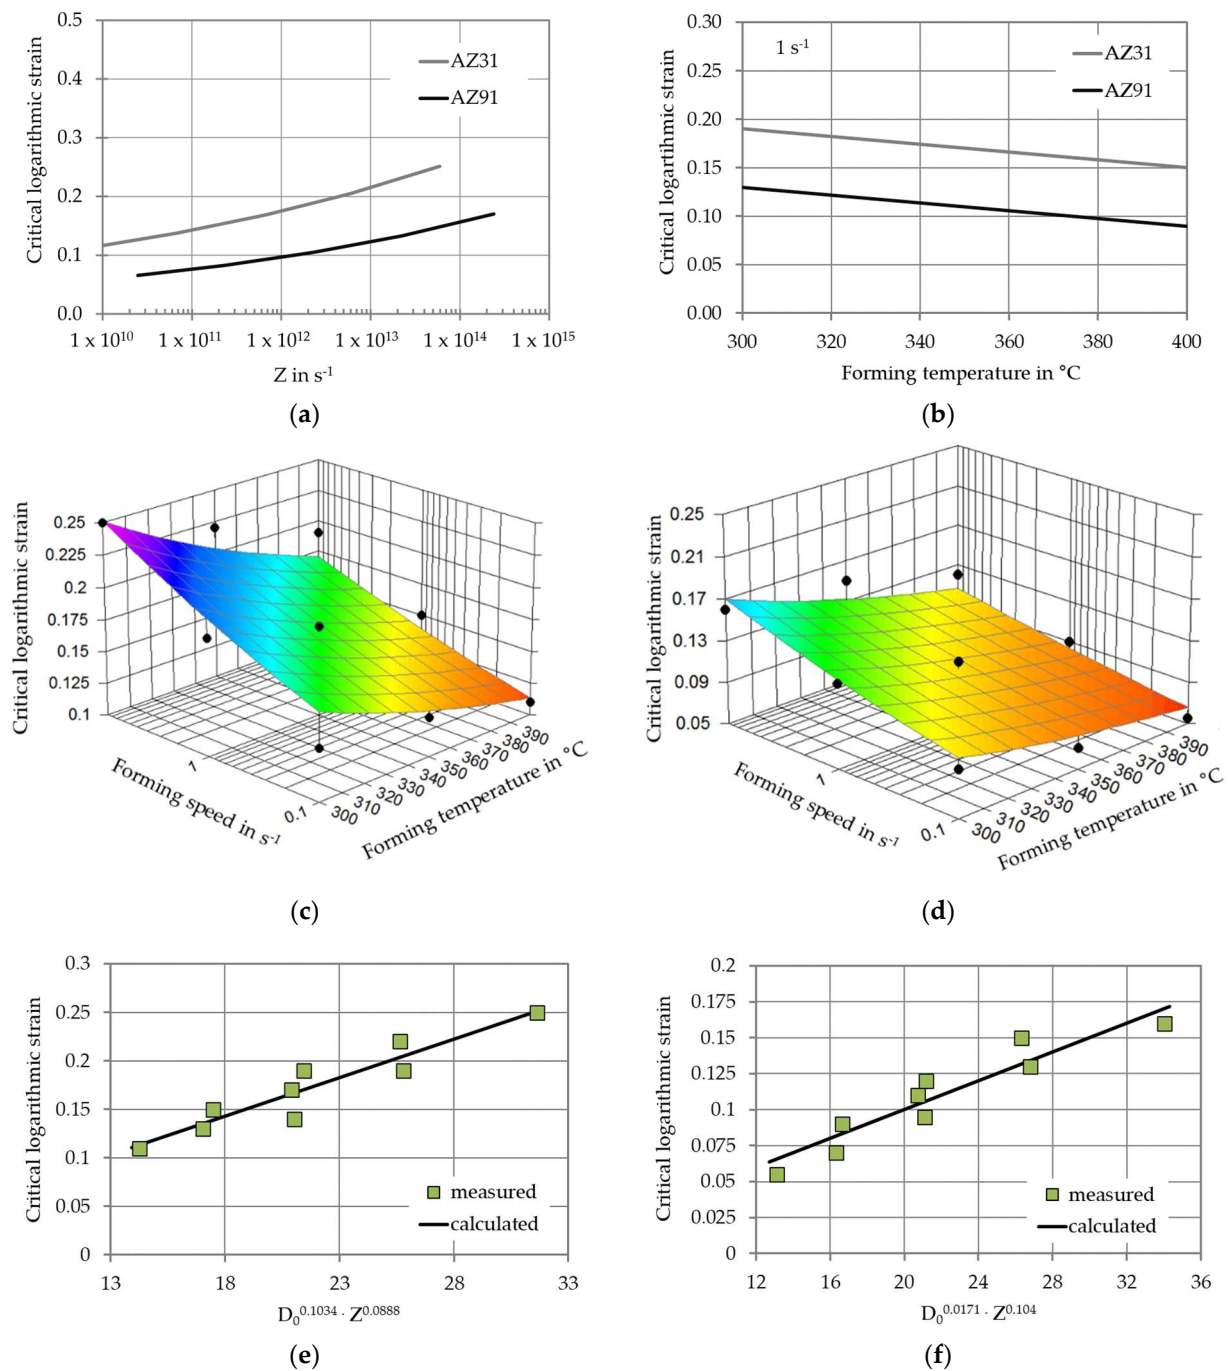 0.5
0.4
0.3
0.2
0.1
0.0
Critical logarithmic strain
AZ31
AZ91
1 x 10¹⁰
1 x 10¹¹
1 x 10¹²
1 x 10¹³
1 x 10¹⁴
1 x 10¹⁵
Z in s⁻¹
(a)
0.30
0.25
0.20
0.15
0.10
0.05
0.00
Critical logartihmic strain
1 s⁻¹
AZ31
AZ91
300
320
340
360
380
400
Forming temperature in °C
(b)
0.25
0.225
0.2
0.175
0.15
0.125
0.1
Critical logarithmic strain
1
0.1
Forming speed in s⁻¹
300
310
320
330
340
350
360
370
380
390
Forming temperature in °C
(c)
0.25
0.21
0.17
0.13
0.09
0.05
Critical logarithmic strain
1
0.1
Forming speed in s⁻¹
300
310
320
330
340
350
360
370
380
390
Forming temperature in °C
(d)
0.3
0.25
0.2
0.15
0.1
0.05
0
Critical logarithmic strain
measured
calculated
13
18
23
28
33
D₀^0.1034 · Z^0.0888
(e)
0.2
0.175
0.15
0.125
0.1
0.075
0.05
0.025
0
Critical logarithmic strain
measured
calculated
12
16
20
24
28
32
36
D₀^0.0171 · Z^0.104
(f)